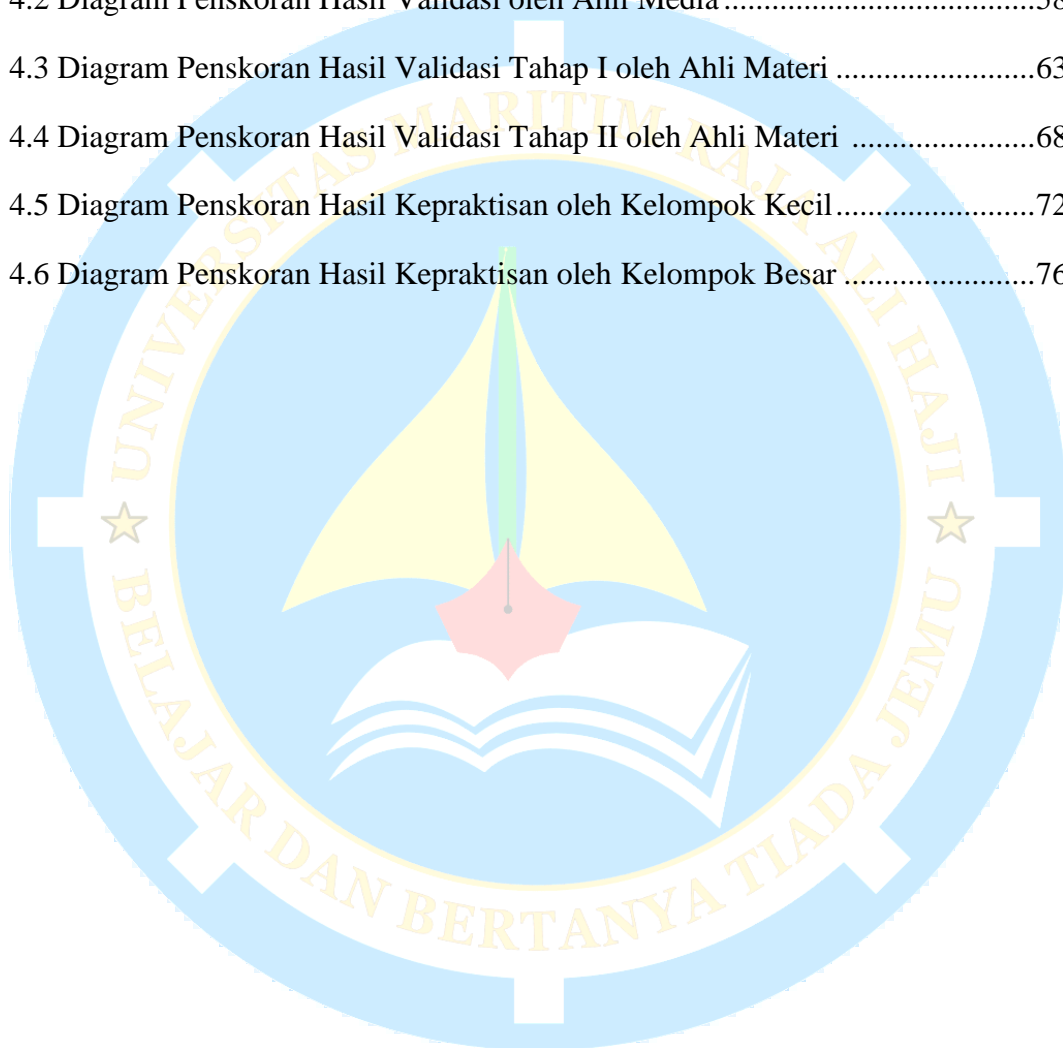 4.2 Diagram Penskoran Hasil Validasi oleh Ahli Media........................................58
4.3 Diagram Penskoran Hasil Validasi Tahap I oleh Ahli Materi ........................63
4.4 Diagram Penskoran Hasil Validasi Tahap II oleh Ahli Materi ......................68
4.5 Diagram Penskoran Hasil Kepraktisan oleh Kelompok Kecil........................72
4.6 Diagram Penskoran Hasil Kepraktisan oleh Kelompok Besar .......................76
UNIVERSITAS MARITIM RAJA ALI HAJI
BELAJAR DAN BERTANYA TIADA JEMU